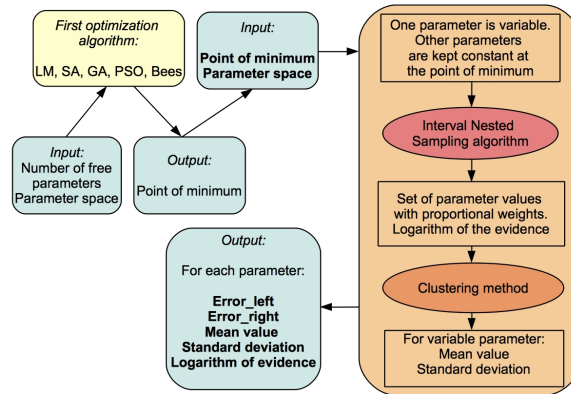 First optimization
algorithm:
LM, SA, GA, PSO, Bees
Input:
Number of free
parameters
Parameter space
Output:
Point of minimum
Input:
Point of minimum
Parameter space
One parameter is variable.
Other parameters
are kept constant at
the point of minimum
Interval Nested
Sampling algorithm
Set of parameter values
with proportional weights.
Logarithm of the evidence
Clustering method
For variable parameter:
Mean value
Standard deviation
Output:
For each parameter:
Error_left
Error_right
Mean value
Standard deviation
Logarithm of evidence